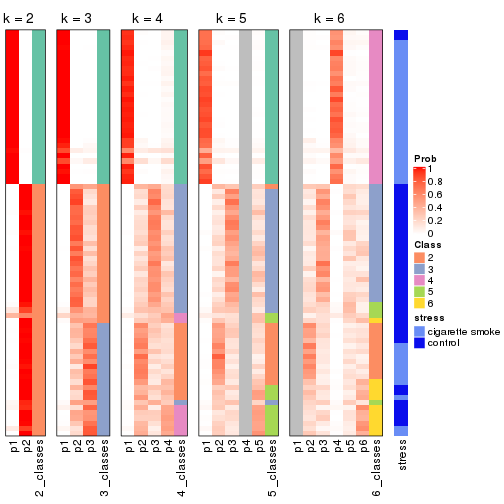 k = 2
k = 3
k = 4
k = 5
k = 6
Prob
1
0.8
0.6
0.4
0.2
0
Class
2
3
4
5
6
stress
cigarette smoke
control
p1
p2
2_classes
p1
p2
p3
3_classes
p1
p2
p3
p4
4_classes
p1
p2
p3
p4
p5
5_classes
p1
p2
p3
p4
p5
p6
6_classes
stress